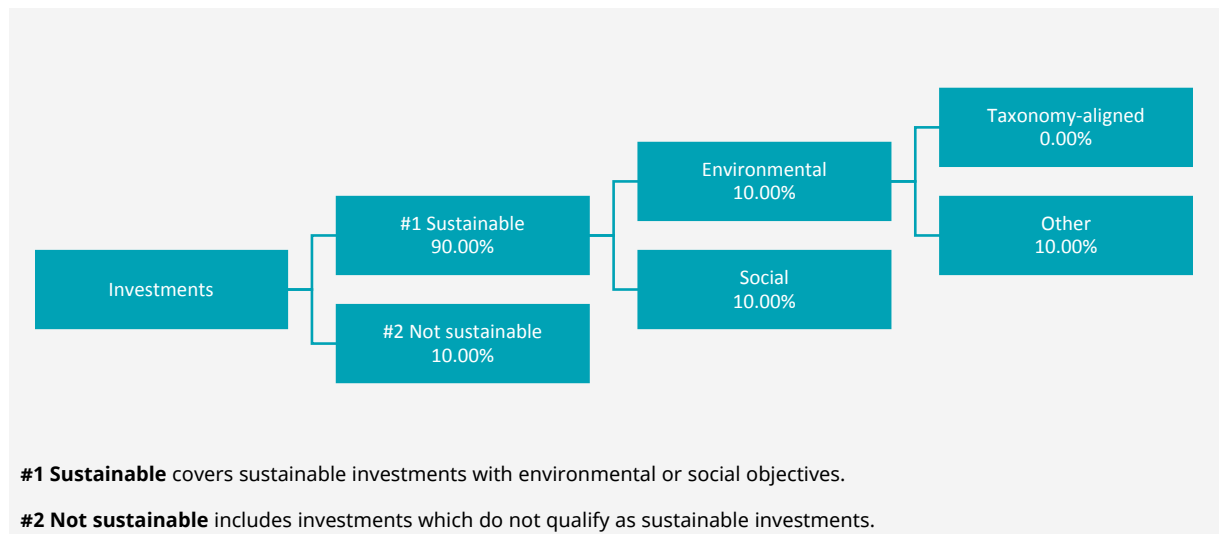 Investments
#1 Sustainable
90.00%
#2 Not sustainable
10.00%
Environmental
10.00%
Social
10.00%
Taxonomy-aligned
0.00%
Other
10.00%
#1 Sustainable covers sustainable investments with environmental or social objectives.
#2 Not sustainable includes investments which do not qualify as sustainable investments.